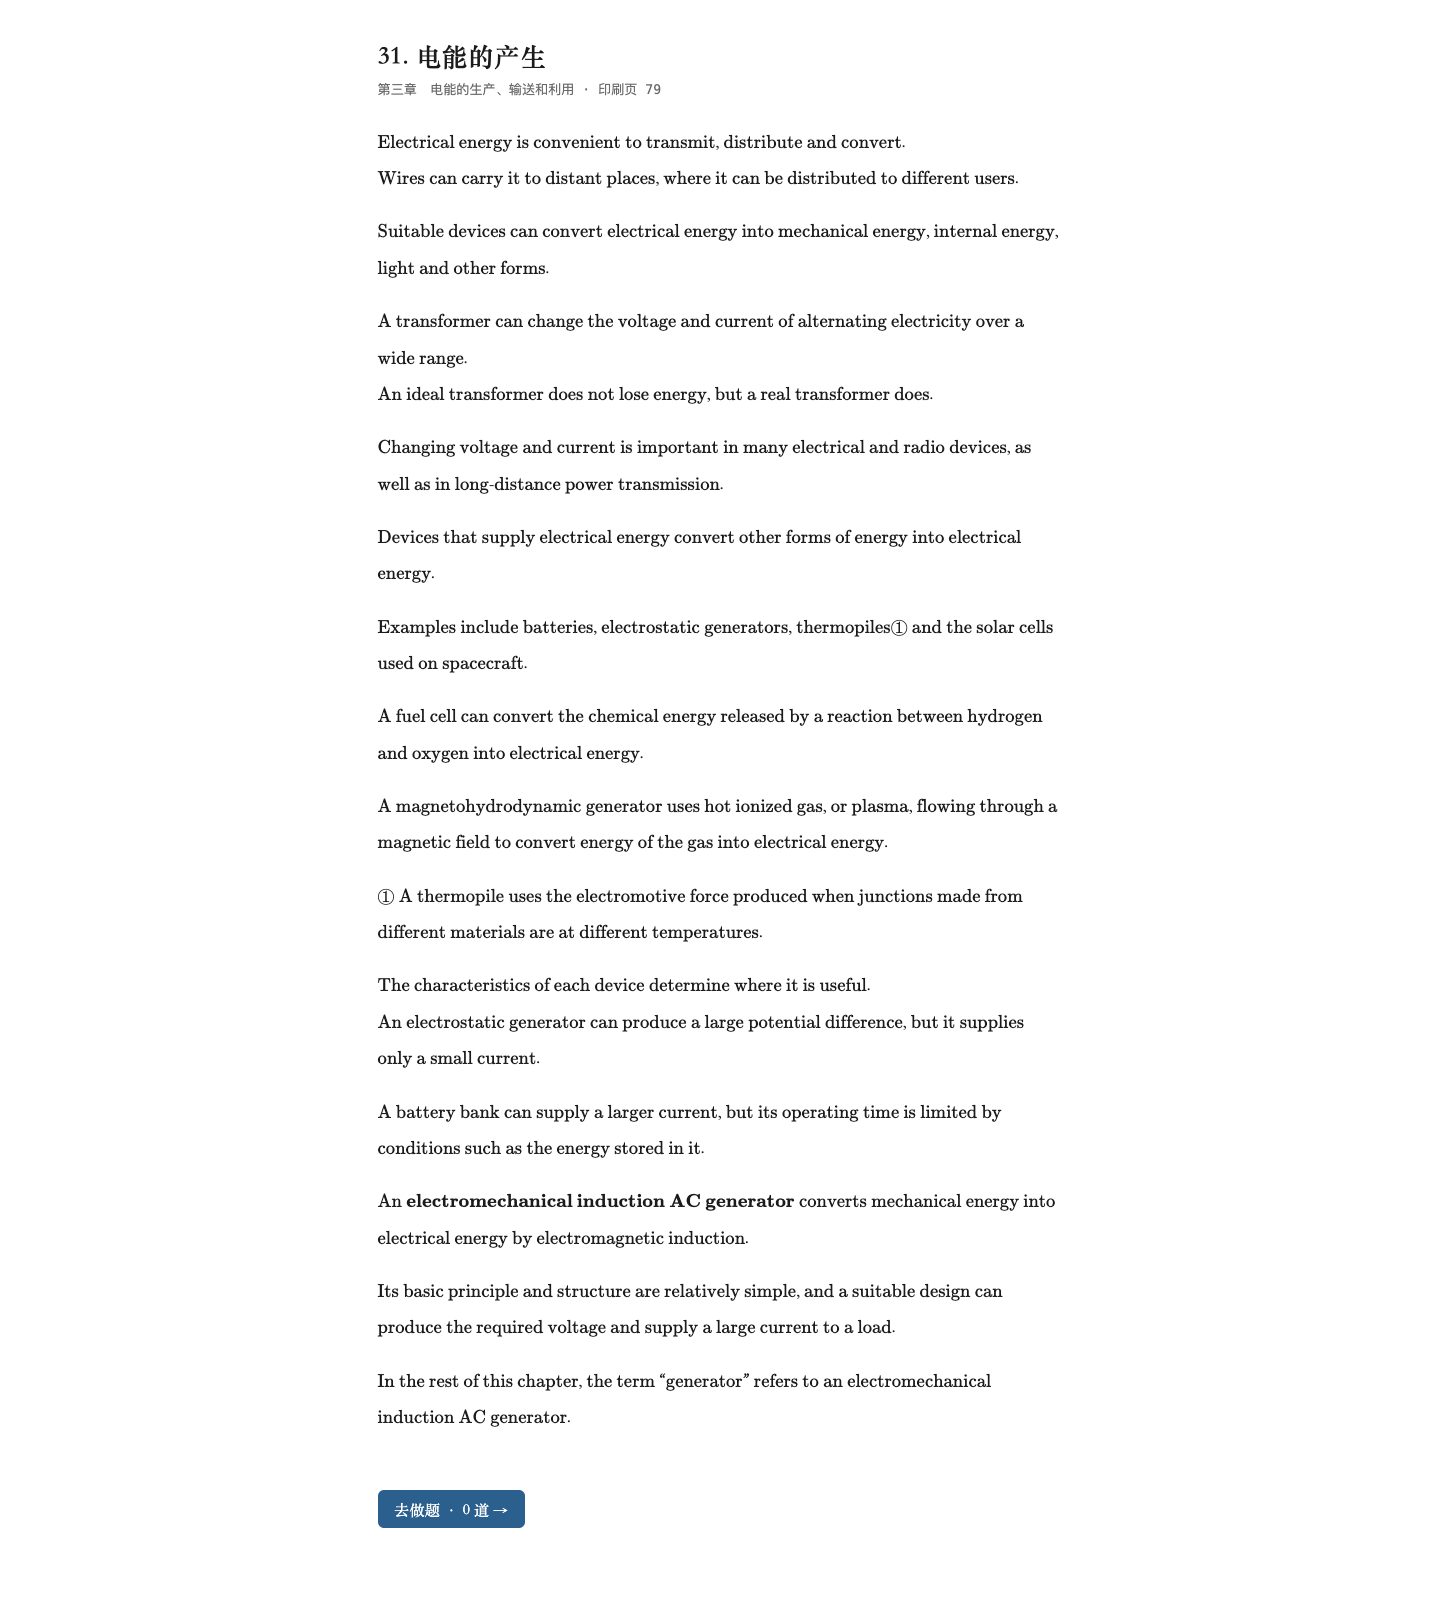 31. 电能的产生
第三章　电能的生产、输送和利用 · 印刷页 79
Electrical energy is convenient to transmit, distribute and convert.
Wires can carry it to distant places, where it can be distributed to different users.
Suitable devices can convert electrical energy into mechanical energy, internal energy,
light and other forms.
A transformer can change the voltage and current of alternating electricity over a
wide range.
An ideal transformer does not lose energy, but a real transformer does.
Changing voltage and current is important in many electrical and radio devices, as
well as in long-distance power transmission.
Devices that supply electrical energy convert other forms of energy into electrical
energy.
Examples include batteries, electrostatic generators, thermopiles① and the solar cells
used on spacecraft.
A fuel cell can convert the chemical energy released by a reaction between hydrogen
and oxygen into electrical energy.
A magnetohydrodynamic generator uses hot ionized gas, or plasma, flowing through a
magnetic field to convert energy of the gas into electrical energy.
① A thermopile uses the electromotive force produced when junctions made from
different materials are at different temperatures.
The characteristics of each device determine where it is useful.
An electrostatic generator can produce a large potential difference, but it supplies
only a small current.
A battery bank can supply a larger current, but its operating time is limited by
conditions such as the energy stored in it.
An electromechanical induction AC generator converts mechanical energy into
electrical energy by electromagnetic induction.
Its basic principle and structure are relatively simple, and a suitable design can
produce the required voltage and supply a large current to a load.
In the rest of this chapter, the term “generator” refers to an electromechanical
induction AC generator.
去做题 · 0 道 →